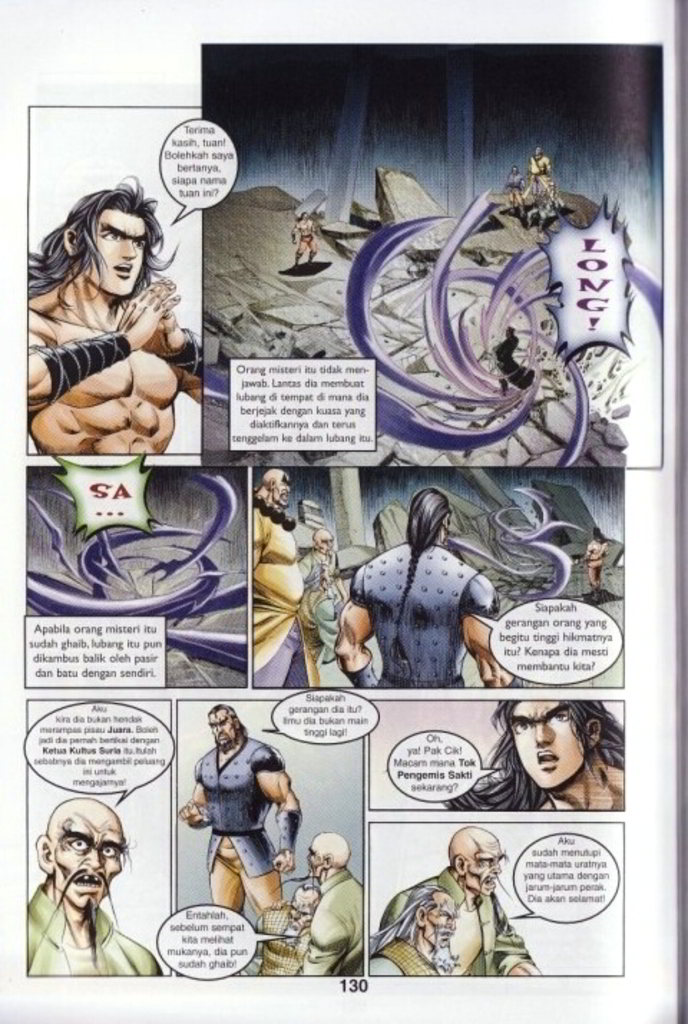 Terima
kasih, tuan!
Bolehkah saya
bertanya,
siapa nama
tuan ini?
LONG!
Orang misteri itu tidak men-
jawab. Lantas dia membuat
lubang di tempat di mana dia
berjejak dengan kuasa yang
diaktifkannya dan terus
tenggelam ke dalam lubang itu.
SA
...
Apabila orang misteri itu
sudah ghaib, lubang itu pun
dikambus balik oleh pasir
dan batu dengan sendiri.
Siapakah
gerangan orang yang
begitu tinggi hikmatnya
itu? Kenapa dia mesti
membantu kita?
Aku
kira dia bukan hendak
merampas pisau Juara. Boleh
jadi dia pernah bergelut dengan
Ketua Kultus Suria itu. Itulah
sebabnya dia mengambil peluang
ini untuk
mengajarnya!
Siapakah
gerangan dia itu?
Ilmu dia bukan main
tinggi lagi!
Entahlah,
sebelum sempat
kita melihat
mukanya, dia pun
sudah ghaib!
Oh,
ya! Pak Cik!
Macam mana Tok
Pengemis Sakti
sekarang?
Aku
sudah menutupi
mata-mata uratnya
yang utama dengan
jarum-jarum perak.
Dia akan selamat!
130